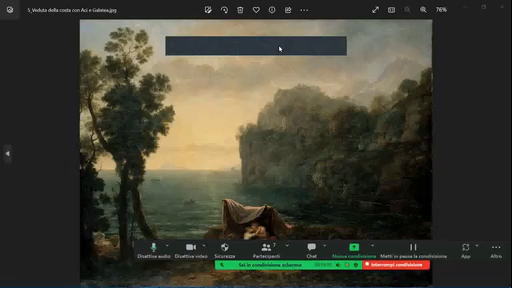 5_Veduta della costa con Aci e Galatea.jpg
76%
7
Disattiva audio
Disattiva video
Sicurezza
Partecipanti
Chat
Nuova condivisione
Metti in pausa la condivisione
App
Altro
Sei in condivisione schermo
Interrompi condivisione